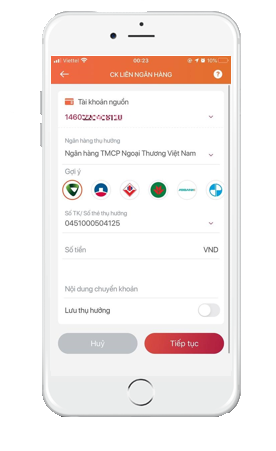 Viettel
00:23
10%
CK LIÊN NGÂN HÀNG
?
Tài khoản nguồn
Ngân hàng thụ hưởng
Ngân hàng TMCP Ngoại Thương Việt Nam
Gợi ý
Số TK/ Số thẻ thụ hưởng
0451000504125
Số tiền
VND
Nội dung chuyển khoản
Lưu thụ hưởng
Huỷ
Tiếp tục